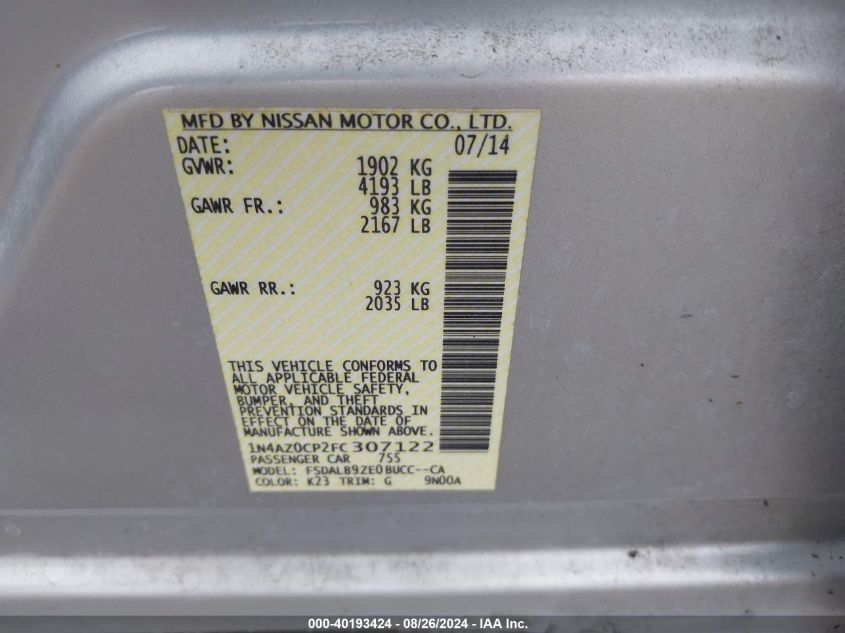 MFD BY NISSAN MOTOR CO., LTD.
DATE: 07/14
GVWR: 1902 KG
4193 LB
GAWR FR.: 983 KG
2167 LB
GAWR RR.: 923 KG
2035 LB
THIS VEHICLE CONFORMS TO
ALL APPLICABLE FEDERAL
MOTOR VEHICLE SAFETY,
BUMPER, AND THEFT
PREVENTION STANDARDS IN
EFFECT ON THE DATE OF
MANUFACTURE SHOWN ABOVE.
1N4AZ0CP2FC307122
PASSENGER CAR 755
MODEL: FSDALB9ZE0BUCC--CA
COLOR: K23 TRIM: G 9N00A
000-40193424 - 08/26/2024 - IAA Inc.